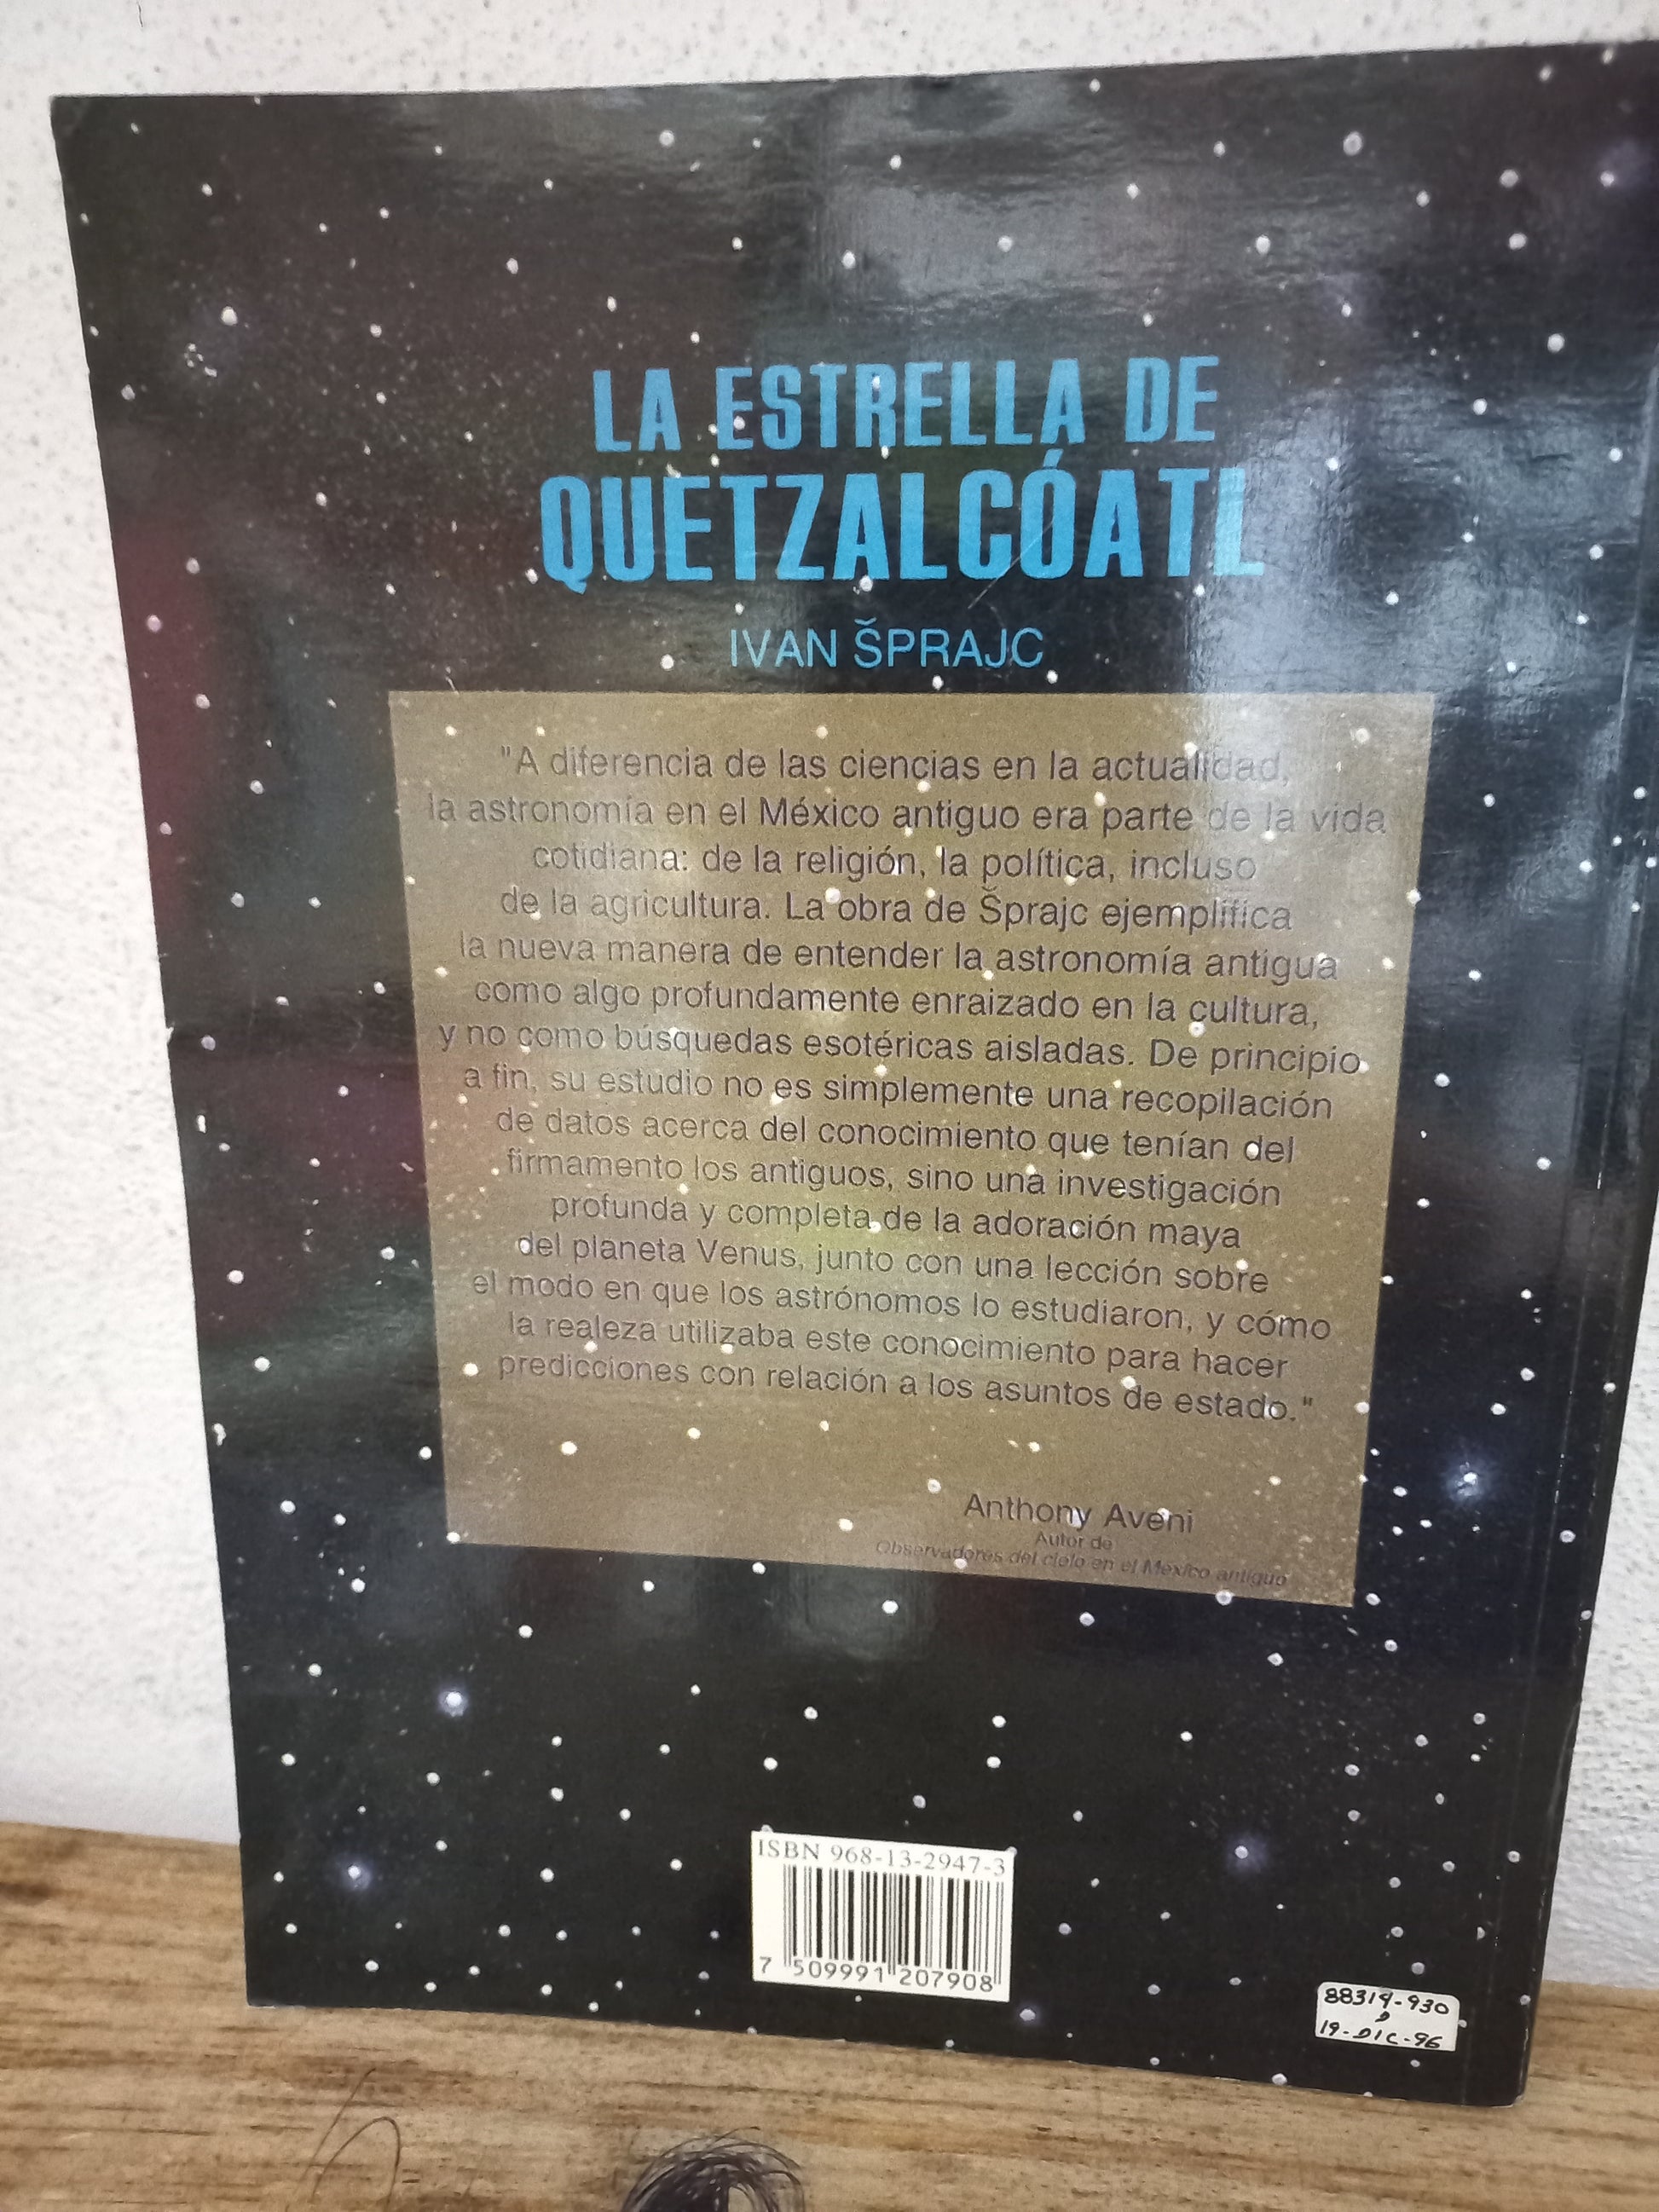 LA ESTRELLA DE
QUETZALCÓATL
IVAN ŠPRAJC
"A diferencia de las ciencias en la actualidad,
la astronomía en el México antiguo era parte de la vida
cotidiana: de la religión, la política, incluso
de la agricultura. La obra de Šprajc ejemplifica
la nueva manera de entender la astronomía antigua
como algo profundamente enraizado en la cultura,
y no como búsquedas esotéricas aisladas. De principio
a fin, su estudio no es simplemente una recopilación
de datos acerca del conocimiento que tenían del
firmamento los antiguos, sino una investigación
profunda y completa de la adoración maya
del planeta Venus, junto con una lección sobre
el modo en que los astrónomos lo estudiaron, y cómo
la realeza utilizaba este conocimiento para hacer
predicciones con relación a los asuntos de estado."
Anthony Aveni
Autor de
Observadores del cielo en el México antiguo
ISBN 968-13-2947-3
7 509991 207908
88319-930
D
19-DIC-96